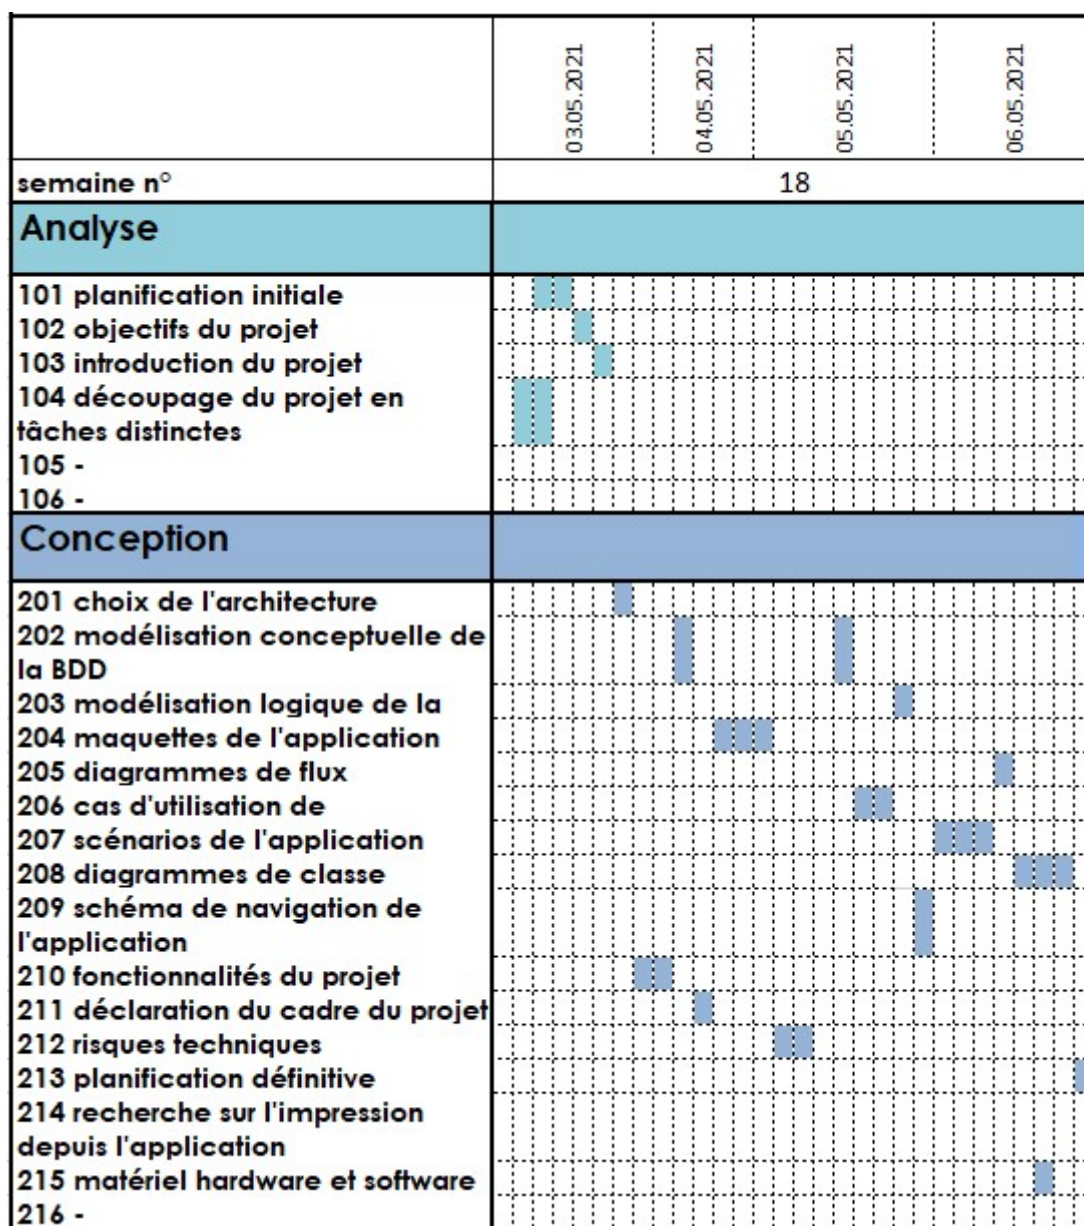 03.05.2021
04.05.2021
05.05.2021
06.05.2021
semaine n° 18
Analyse
101 planification initiale
102 objectifs du projet
103 introduction du projet
104 découpage du projet en
tâches distinctes
105 -
106 -
Conception
201 choix de l'architecture
202 modélisation conceptuelle de
la BDD
203 modélisation logique de la
204 maquettes de l'application
205 diagrammes de flux
206 cas d'utilisation de
207 scénarios de l'application
208 diagrammes de classe
209 schéma de navigation de
l'application
210 fonctionnalités du projet
211 déclaration du cadre du projet
212 risques techniques
213 planification définitive
214 recherche sur l'impression
depuis l'application
215 matériel hardware et software
216 -